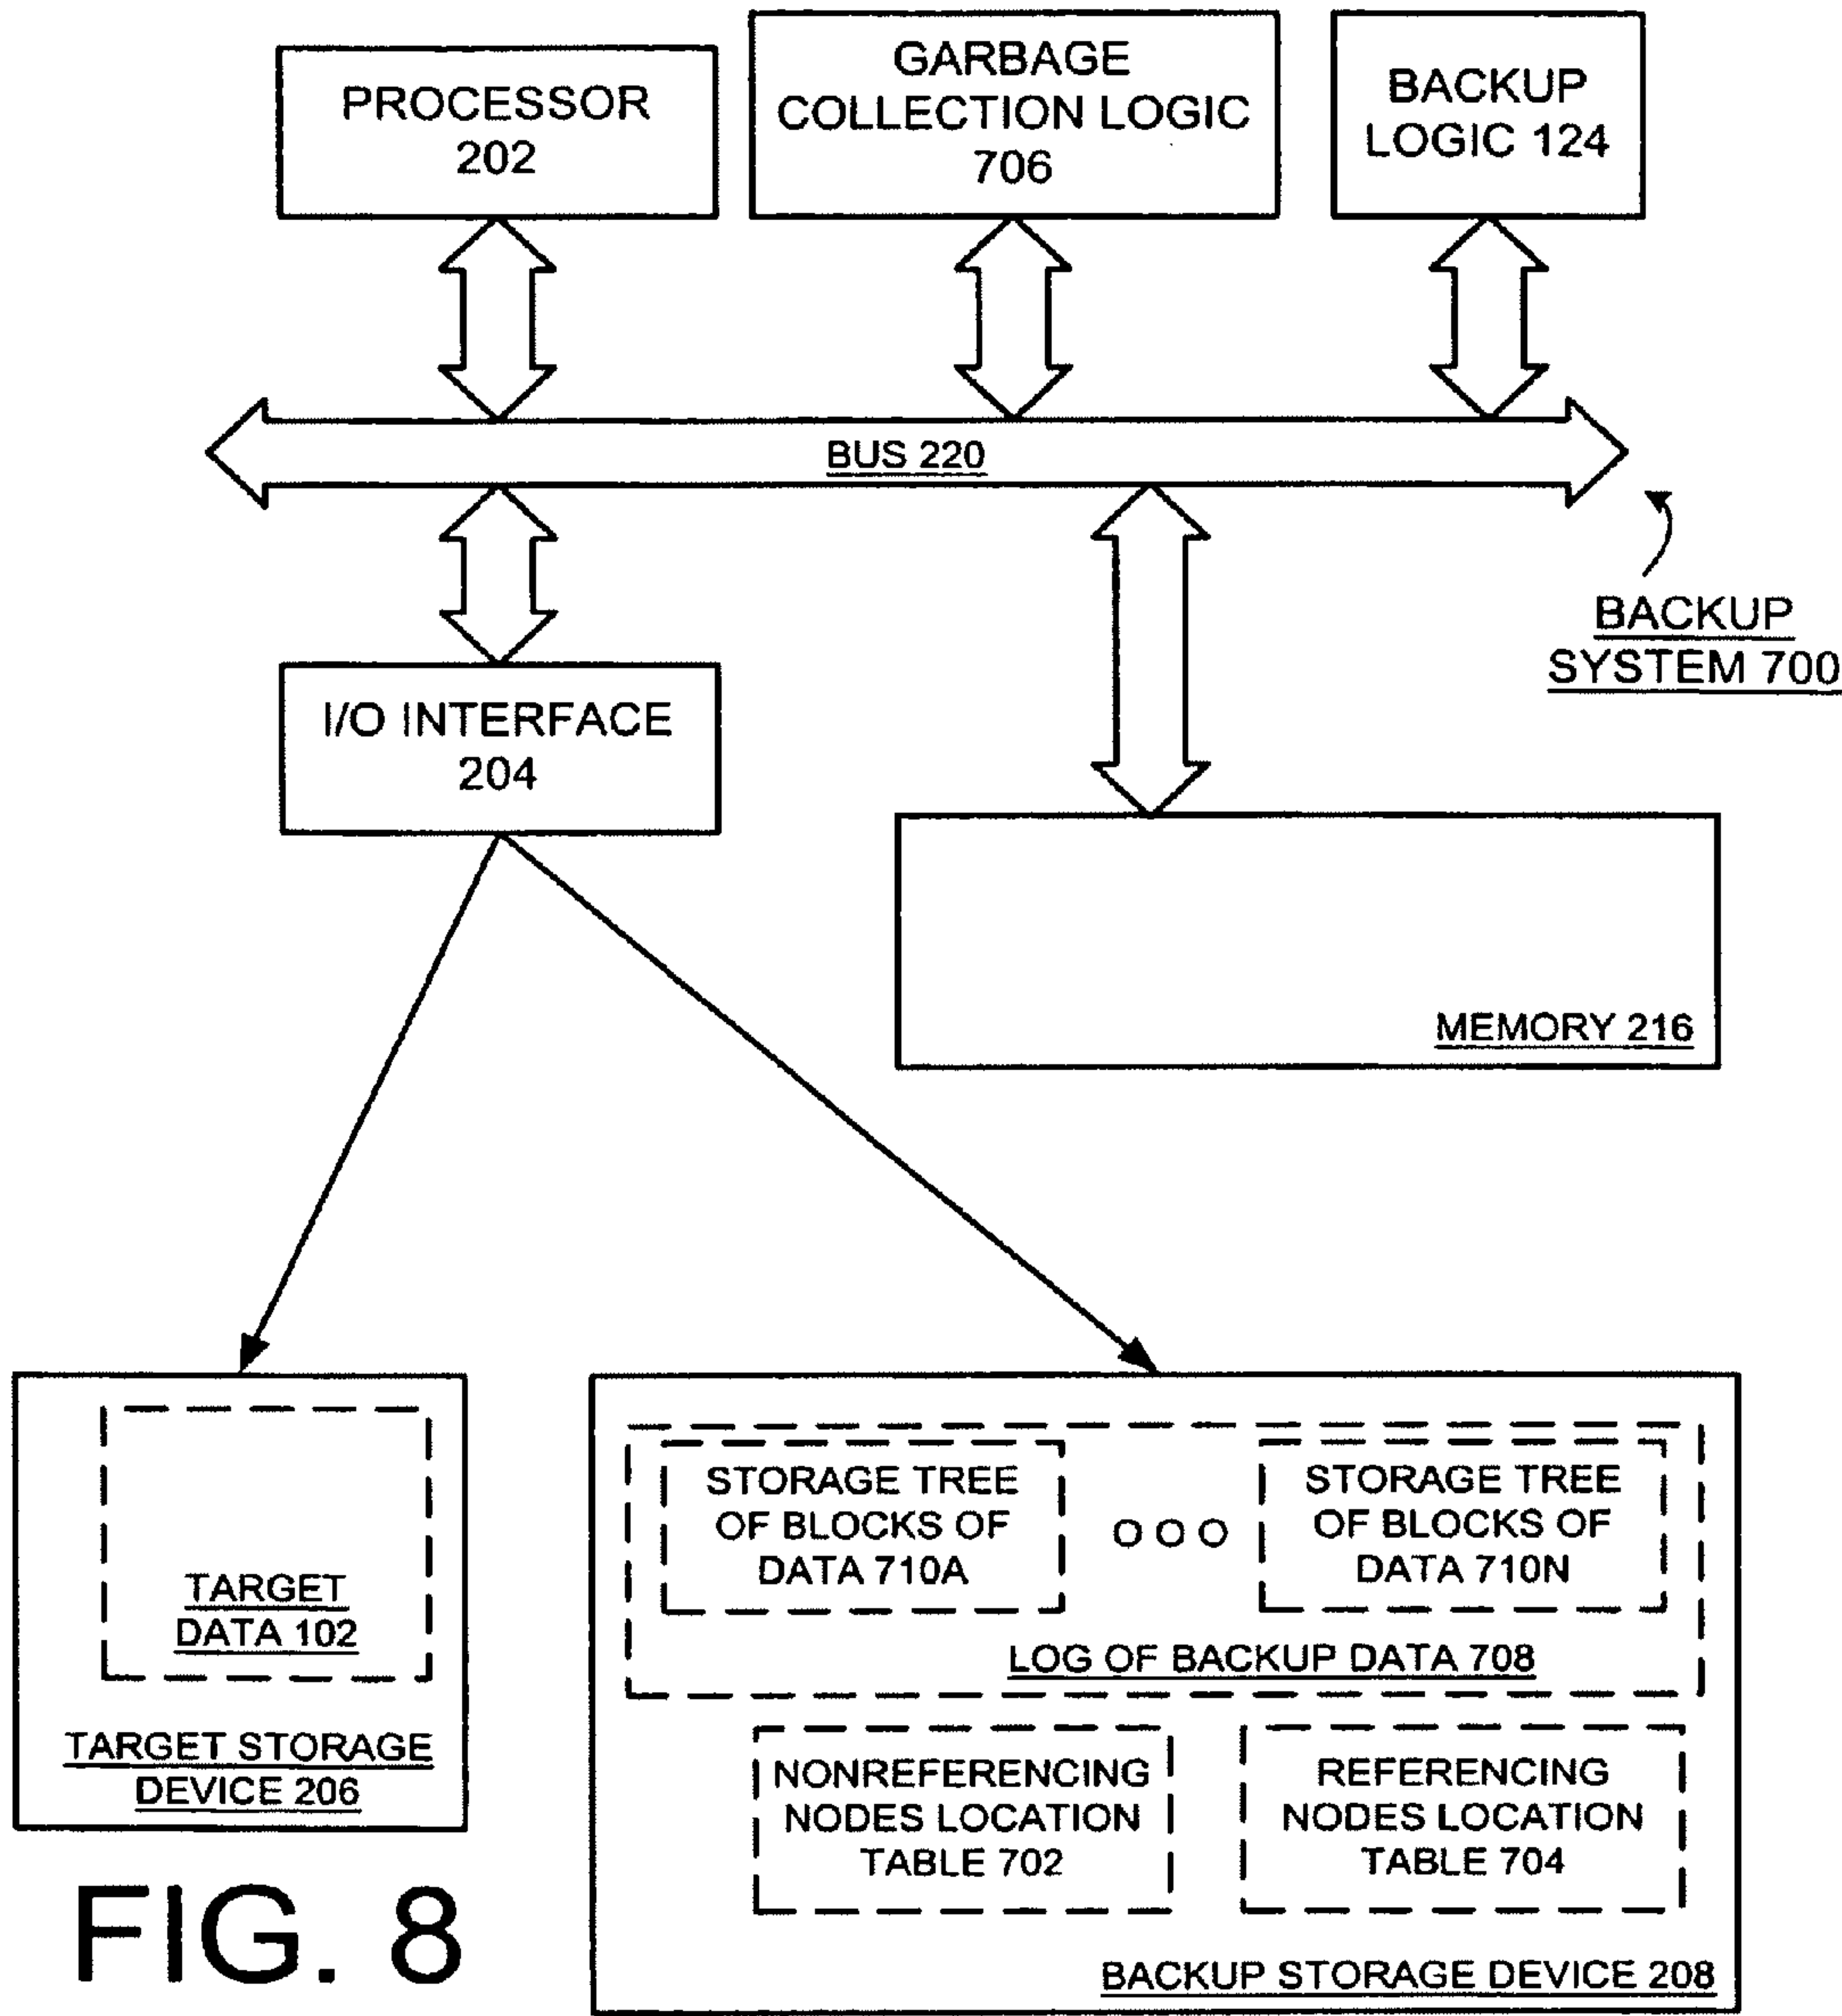 PROCESSOR
202
GARBAGE
COLLECTION LOGIC
706
BACKUP
LOGIC 124
BUS 220
BACKUP
SYSTEM 700
I/O INTERFACE
204
MEMORY 216
TARGET
DATA 102
TARGET STORAGE
DEVICE 206
STORAGE TREE
OF BLOCKS OF
DATA 710A
STORAGE TREE
OF BLOCKS OF
DATA 710N
LOG OF BACKUP DATA 708
NONREFERENCING
NODES LOCATION
TABLE 702
REFERENCING
NODES LOCATION
TABLE 704
BACKUP STORAGE DEVICE 208
FIG. 8